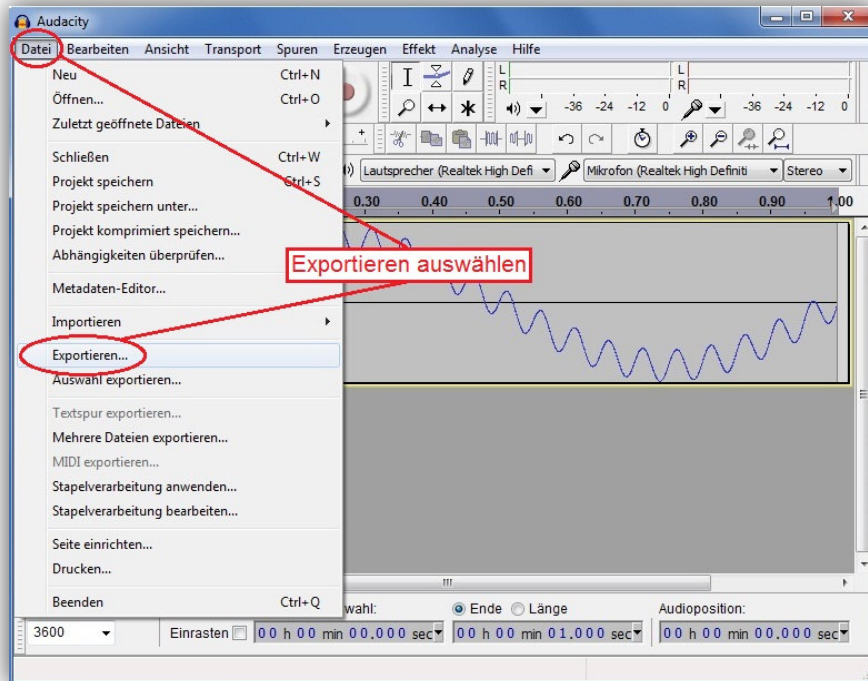 Audacity
Datei Bearbeiten Ansicht Transport Spuren Erzeugen Effekt Analyse Hilfe
Neu Ctrl+N
Öffnen... Ctrl+O
Zuletzt geöffnete Dateien
Schließen Ctrl+W
Projekt speichern Ctrl+S
Projekt speichern unter...
Projekt komprimiert speichern...
Abhängigkeiten überprüfen...
Metadaten-Editor...
Importieren
Exportieren...
Auswahl exportieren...
Textspur exportieren...
Mehrere Dateien exportieren...
MIDI exportieren...
Stapelverarbeitung anwenden...
Stapelverarbeitung bearbeiten...
Seite einrichten...
Drucken...
Beenden Ctrl+Q
L
R
-36 -24 -12 0
L
R
-36 -24 -12 0
Lautsprecher (Realtek High Defi
Mikrofon (Realtek High Definiti
Stereo
0.30 0.40 0.50 0.60 0.70 0.80 0.90 1.00
Exportieren auswählen
wahl:
Ende Länge
Audioposition:
3600
Einrasten
00 h 00 min 00.000 sec
00 h 00 min 01.000 sec
00 h 00 min 00.000 sec